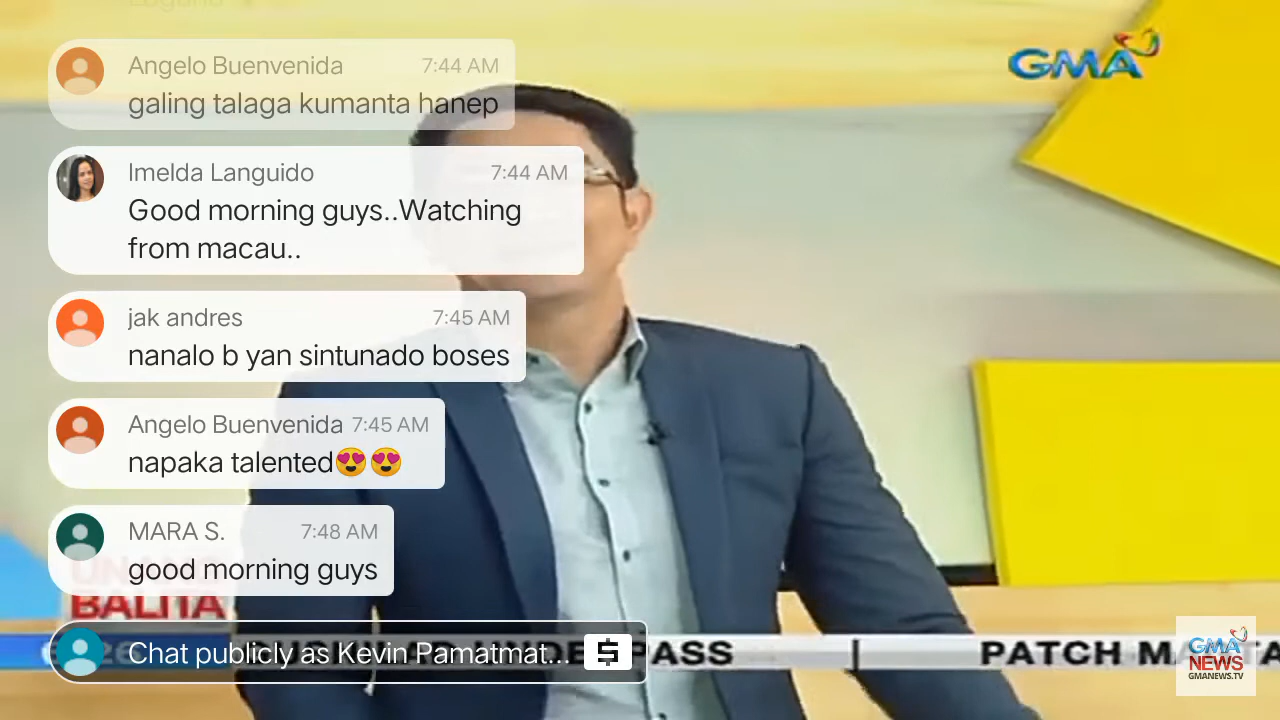 GMA
Angelo Buenvenida 7:44 AM
galing talaga kumanta hanep
Imelda Languido 7:44 AM
Good morning guys..Watching
from macau..
jak andres 7:45 AM
nanalo b yan sintunado boses
Angelo Buenvenida 7:45 AM
napaka talented😍😍
MARA S. 7:48 AM
good morning guys
BALITA
Chat publicly as Kevin Pamatmat... $
PASS | PATCH
GMA
NEWS
GMANEWS.TV